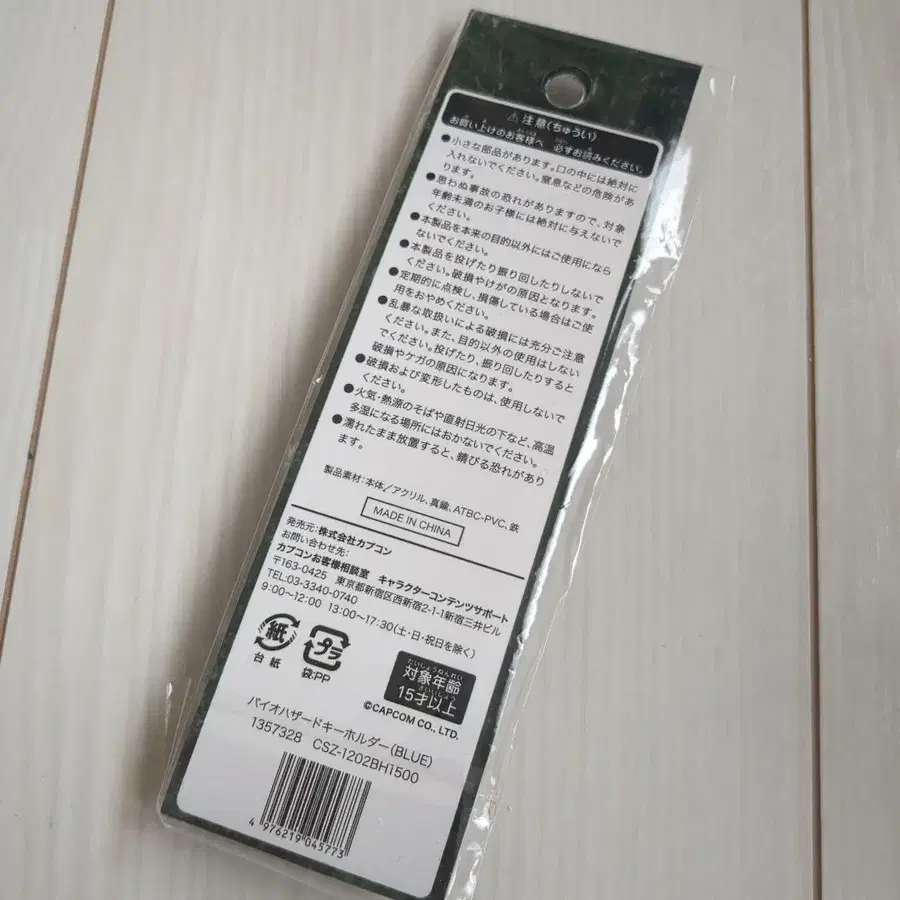 ⚠ 注意(ちゅうい)
お買い上げのお客様へ 必ずお読みください。
●小さな部品があります。口の中には絶対に
入れないでください。窒息などの危険があ
ります。
●思わぬ事故の恐れがありますので、対象
年齢未満のお子様には絶対に与えないで
ください。
●本製品を本来の目的以外にはご使用になら
ないでください。
●本製品を投げたり振り回したりしないで
ください。破損やけがの原因となります。
●定期的に点検し、損傷している場合はご使
用をおやめください。
●乱暴な取扱いによる破損には充分ご注意
ください。また、目的以外の使用はしない
でください。投げたり、振り回したりすると
破損やケガの原因になります。
●破損および変形したものは、使用しないで
ください。
●火気・熱源のそばや直射日光の下など、高温
多湿になる場所にはおかないでください。
●濡れたまま放置すると、錆びる恐れがあり
ます。
製品素材:本体/アクリル、真鍮、ATBC-PVC、鉄
MADE IN CHINA
発売元:株式会社カプコン
お問い合わせ先:
カプコンお客様相談室 キャラクターコンテンツサポート
〒163-0425 東京都新宿区西新宿2-1-1新宿三井ビル
TEL:03-3340-0740
9:00~12:00 13:00~17:30(土・日・祝日を除く)
紙
台紙
プラ
袋:PP
たいしょうねんれい
対象年齢
さいいじょう
15才以上
©CAPCOM CO., LTD.
バイオハザードキーホルダー(BLUE)
1357328 CSZ-1202BH1500
4 976219 045773